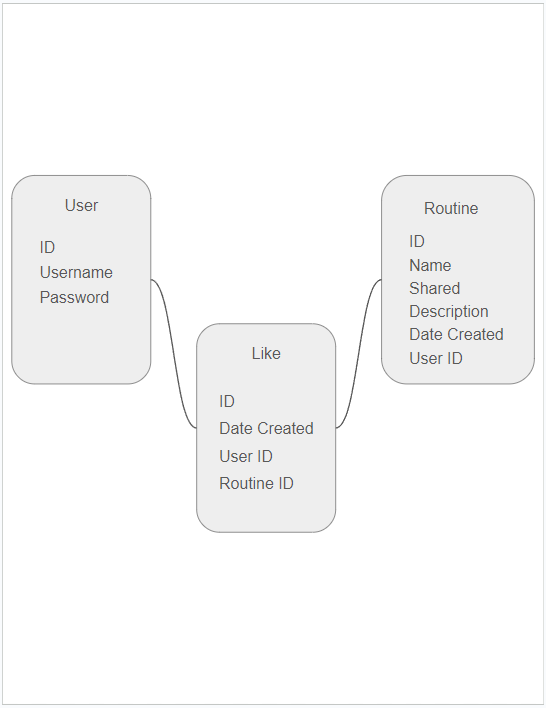 User
ID
Username
Password
Like
ID
Date Created
User ID
Routine ID
Routine
ID
Name
Shared
Description
Date Created
User ID